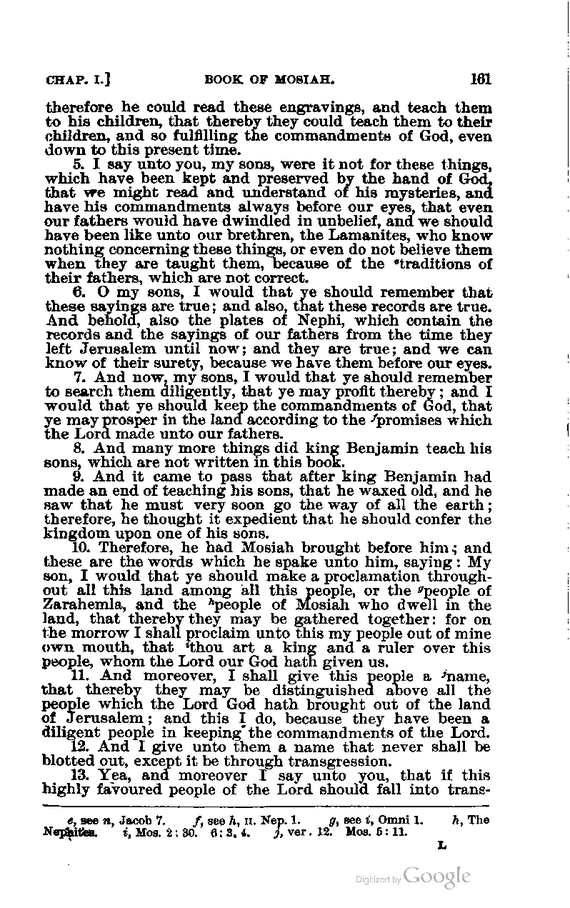 CHAP. I.] BOOK OF MOSIAH. 161
therefore he could read these engravings, and teach them
to his children, that thereby they could teach them to their
children, and so fulfilling the commandments of God, even
down to this present time.
5. I say unto you, my sons, were it not for these things,
which have been kept and preserved by the hand of God,
that we might read and understand of his mysteries, and
have his commandments always before our eyes, that even
our fathers would have dwindled in unbelief, and we should
have been like unto our brethren, the Lamanites, who know
nothing concerning these things, or even do not believe them
when they are taught them, because of the ᵉtraditions of
their fathers, which are not correct.
6. O my sons, I would that ye should remember that
these sayings are true; and also, that these records are true.
And behold, also the plates of Nephi, which contain the
records and the sayings of our fathers from the time they
left Jerusalem until now; and they are true; and we can
know of their surety, because we have them before our eyes.
7. And now, my sons, I would that ye should remember
to search them diligently, that ye may profit thereby; and I
would that ye should keep the commandments of God, that
ye may prosper in the land according to the ᶠpromises which
the Lord made unto our fathers.
8. And many more things did king Benjamin teach his
sons, which are not written in this book.
9. And it came to pass that after king Benjamin had
made an end of teaching his sons, that he waxed old, and he
saw that he must very soon go the way of all the earth;
therefore, he thought it expedient that he should confer the
kingdom upon one of his sons.
10. Therefore, he had Mosiah brought before him; and
these are the words which he spake unto him, saying: My
son, I would that ye should make a proclamation through-
out all this land among all this people, or the ᵍpeople of
Zarahemla, and the ʰpeople of Mosiah who dwell in the
land, that thereby they may be gathered together: for on
the morrow I shall proclaim unto this my people out of mine
own mouth, that ⁱthou art a king and a ruler over this
people, whom the Lord our God hath given us.
11. And moreover, I shall give this people a ʲname,
that thereby they may be distinguished above all the
people which the Lord God hath brought out of the land
of Jerusalem; and this I do, because they have been a
diligent people in keeping the commandments of the Lord.
12. And I give unto them a name that never shall be
blotted out, except it be through transgression.
13. Yea, and moreover I say unto you, that if this
highly favoured people of the Lord should fall into trans-
e, see n, Jacob 7. f, see h, II. Nep. 1. g, see i, Omni 1. h, The
Nephites. i, Mos. 2: 30. 6: 3, 4. j, ver. 12. Mos. 5: 11.
L
Digitized by Google